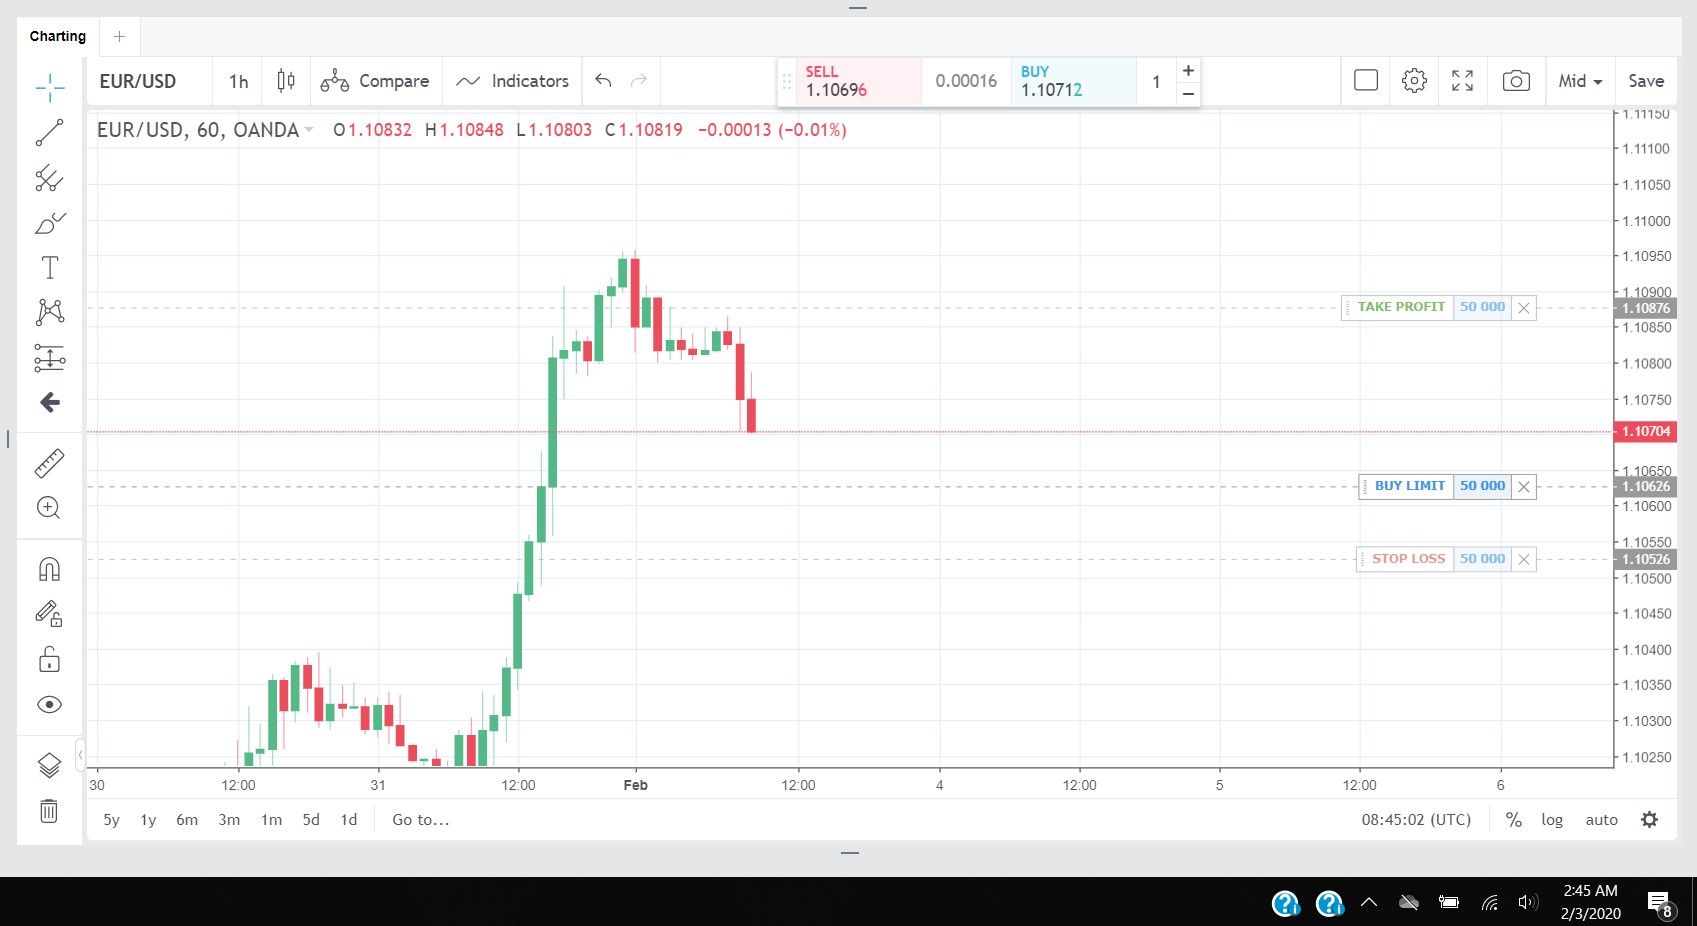 Charting +
EUR/USD 1h Compare Indicators SELL 1.10696 0.00016 BUY 1.10712 1 + − Mid Save
EUR/USD, 60, OANDA O1.10832 H1.10848 L1.10803 C1.10819 −0.00013 (−0.01%)
1.11150
1.11100
1.11050
1.11000
1.10950
1.10900
TAKE PROFIT 50 000 1.10876
1.10850
1.10800
1.10750
1.10704
1.10650
BUY LIMIT 50 000 1.10626
1.10600
1.10550
STOP LOSS 50 000 1.10526
1.10500
1.10450
1.10400
1.10350
1.10300
1.10250
30 12:00 31 12:00 Feb 12:00 4 12:00 5 12:00 6
5y 1y 6m 3m 1m 5d 1d Go to... 08:45:02 (UTC) % log auto
2:45 AM
2/3/2020
8